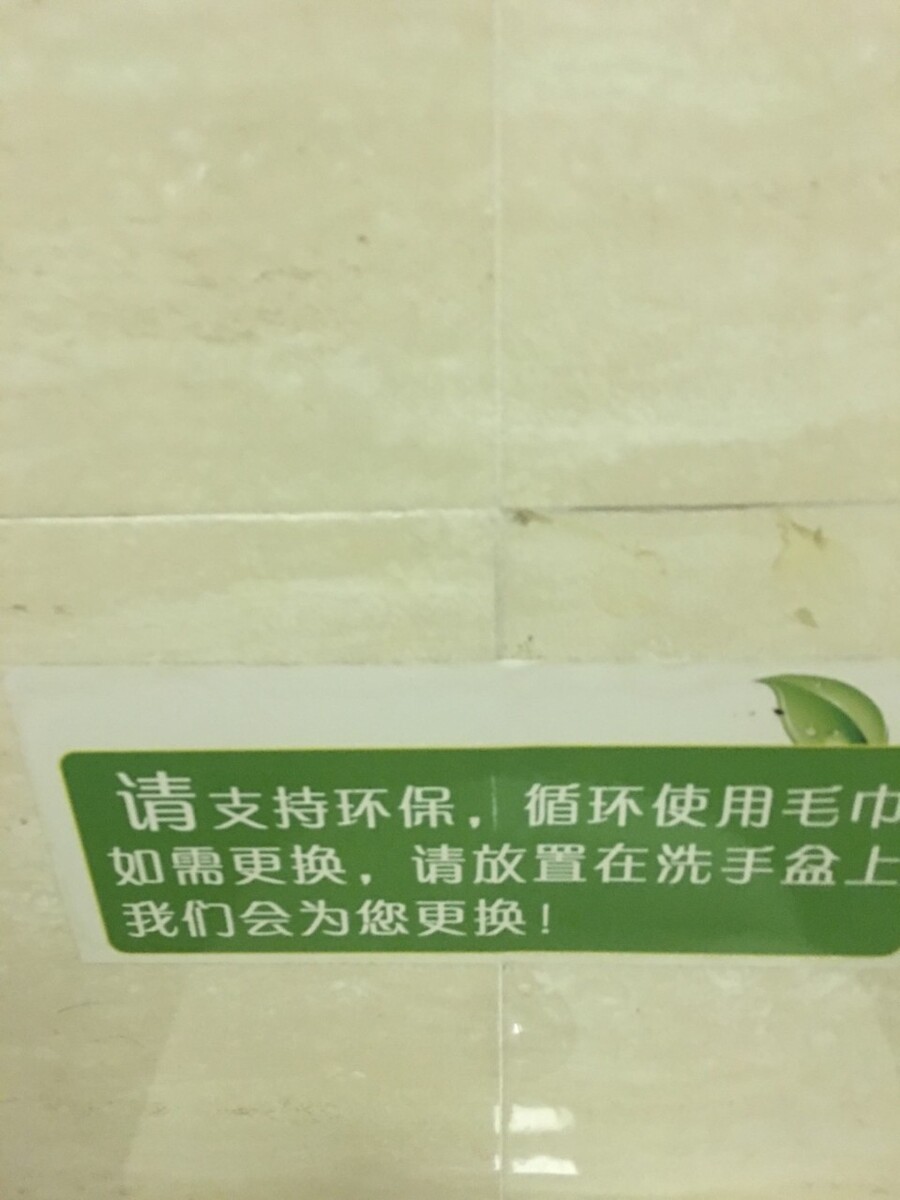 请支持环保，循环使用毛巾
如需更换，请放置在洗手盆上
我们会为您更换！